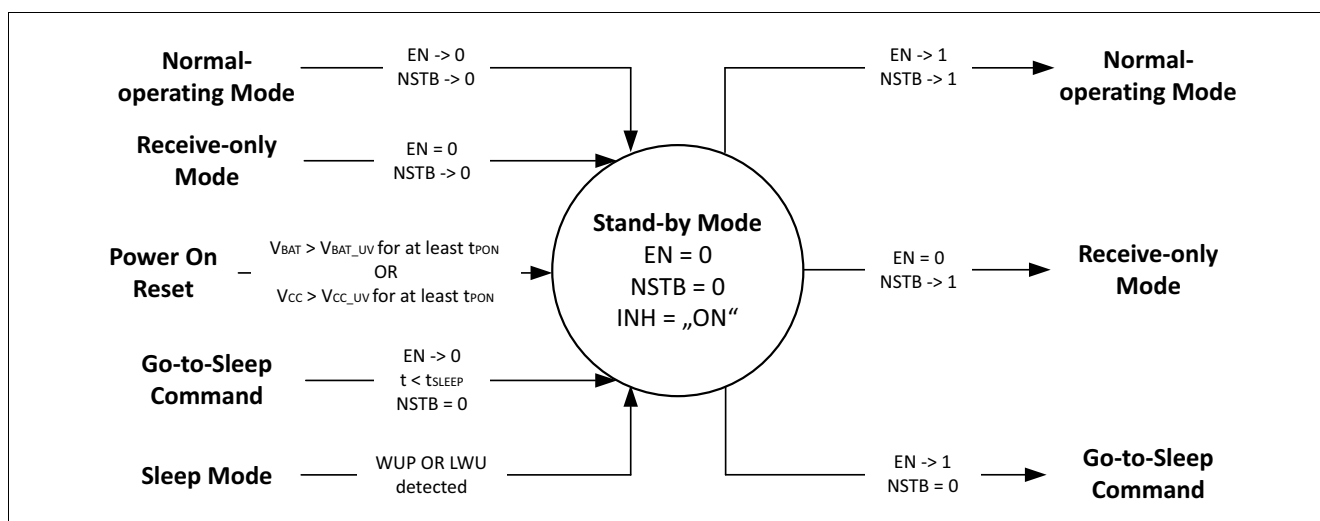 Normal-
operating Mode
EN -> 0
NSTB -> 0
Receive-only
Mode
EN = 0
NSTB -> 0
Power On
Reset
VBAT > VBAT_UV for at least tPON
OR
VCC > VCC_UV for at least tPON
Go-to-Sleep
Command
EN -> 0
t < tSLEEP
NSTB = 0
Sleep Mode
WUP OR LWU
detected
Stand-by Mode
EN = 0
NSTB = 0
INH = „ON“
EN -> 1
NSTB -> 1
Normal-
operating Mode
EN = 0
NSTB -> 1
Receive-only
Mode
EN -> 1
NSTB = 0
Go-to-Sleep
Command